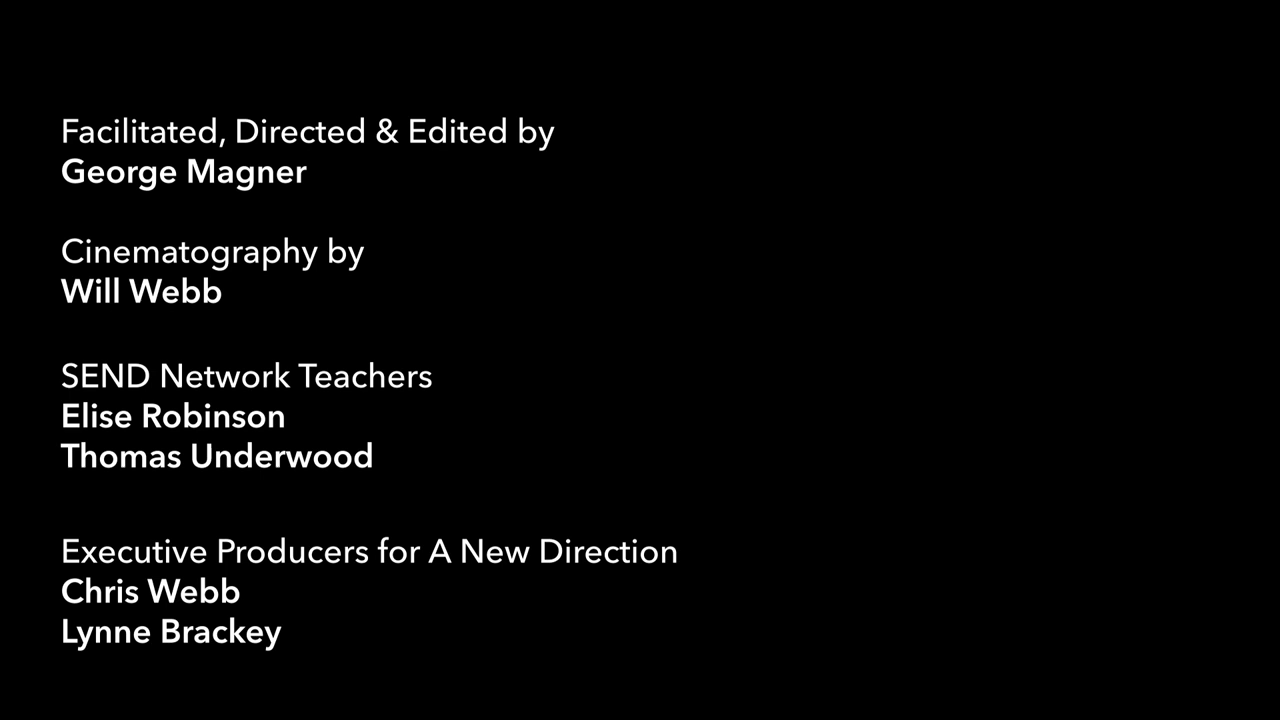 Facilitated, Directed & Edited by
George Magner
Cinematography by
Will Webb
SEND Network Teachers
Elise Robinson
Thomas Underwood
Executive Producers for A New Direction
Chris Webb
Lynne Brackey